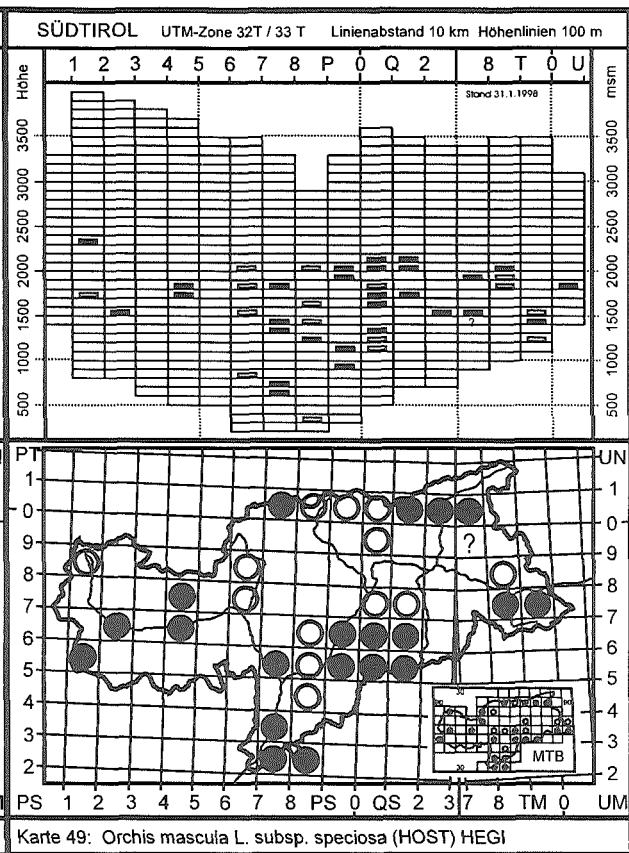 SÜDTIROL UTM-Zone 32T / 33 T Linienabstand 10 km Höhenlinien 100 m
Höhe 1 2 3 4 5 6 7 8 P 0 Q 2 8 T 0 U msm
Stand 31.1.1998
3500 3500
3000 3000
2500 2500
2000 2000
1500 ? 1500
1000 1000
500 500
PT UN
1 1
0 0
9 ? 9
8 8
7 7
6 6
5 5
4 4
3 MTB 3
2 2
PS 1 2 3 4 5 6 7 8 PS 0 QS 2 3 7 8 TM 0 UM
Karte 49: Orchis mascula L. subsp. speciosa (HOST) HEGI